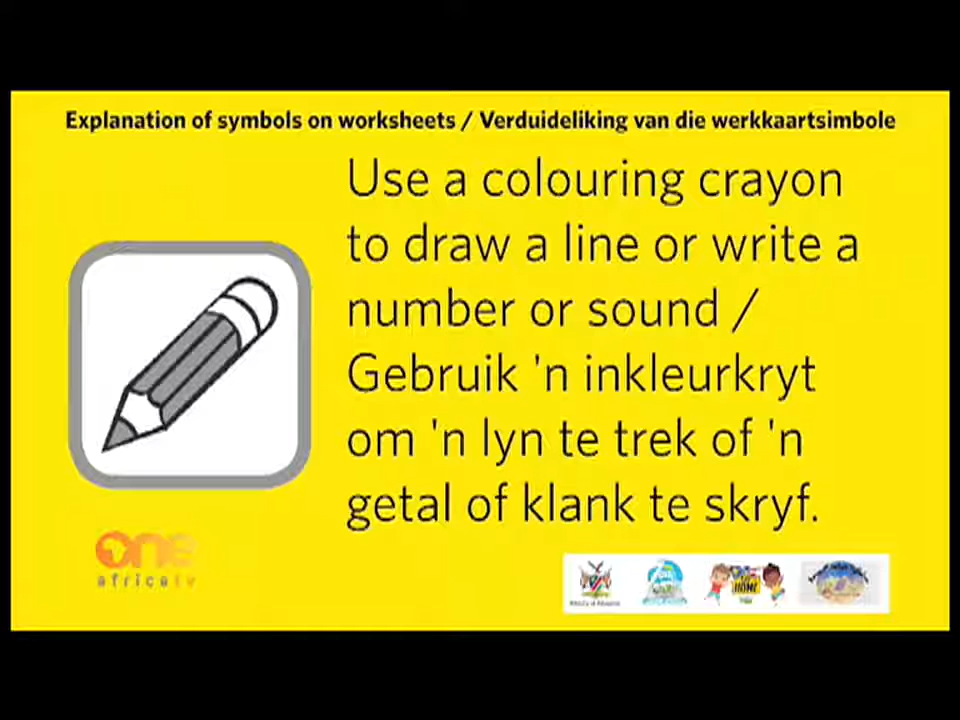 Explanation of symbols on worksheets / Verduideliking van die werkkaartsimbole
Use a colouring crayon
to draw a line or write a
number or sound /
Gebruik 'n inkleurkryt
om 'n lyn te trek of 'n
getal of klank te skryf.
one
africa tv
HOME